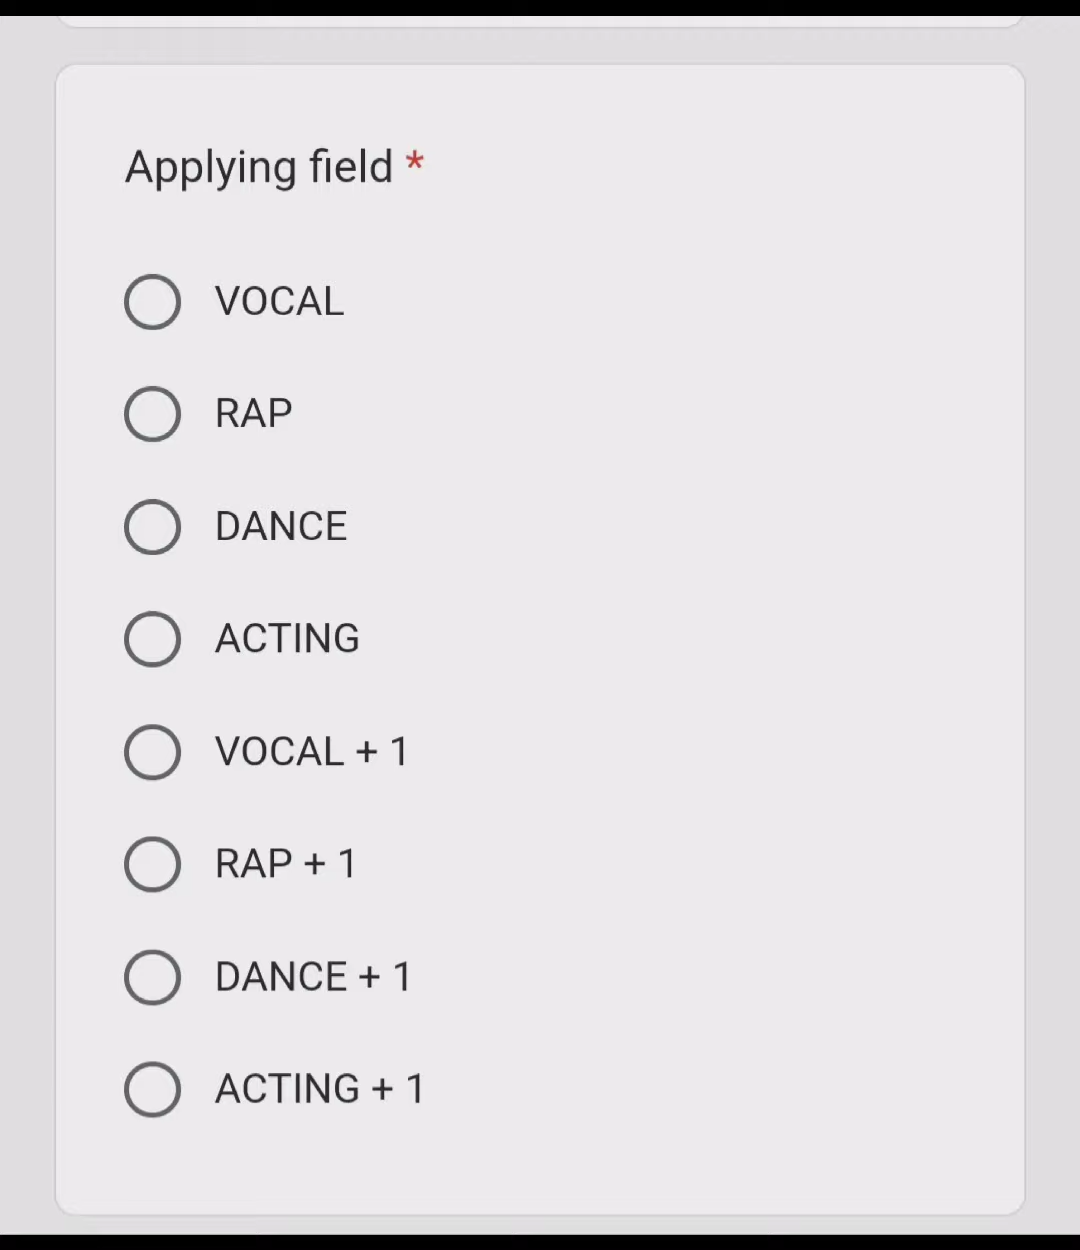 Applying field *
VOCAL
RAP
DANCE
ACTING
VOCAL + 1
RAP + 1
DANCE + 1
ACTING + 1